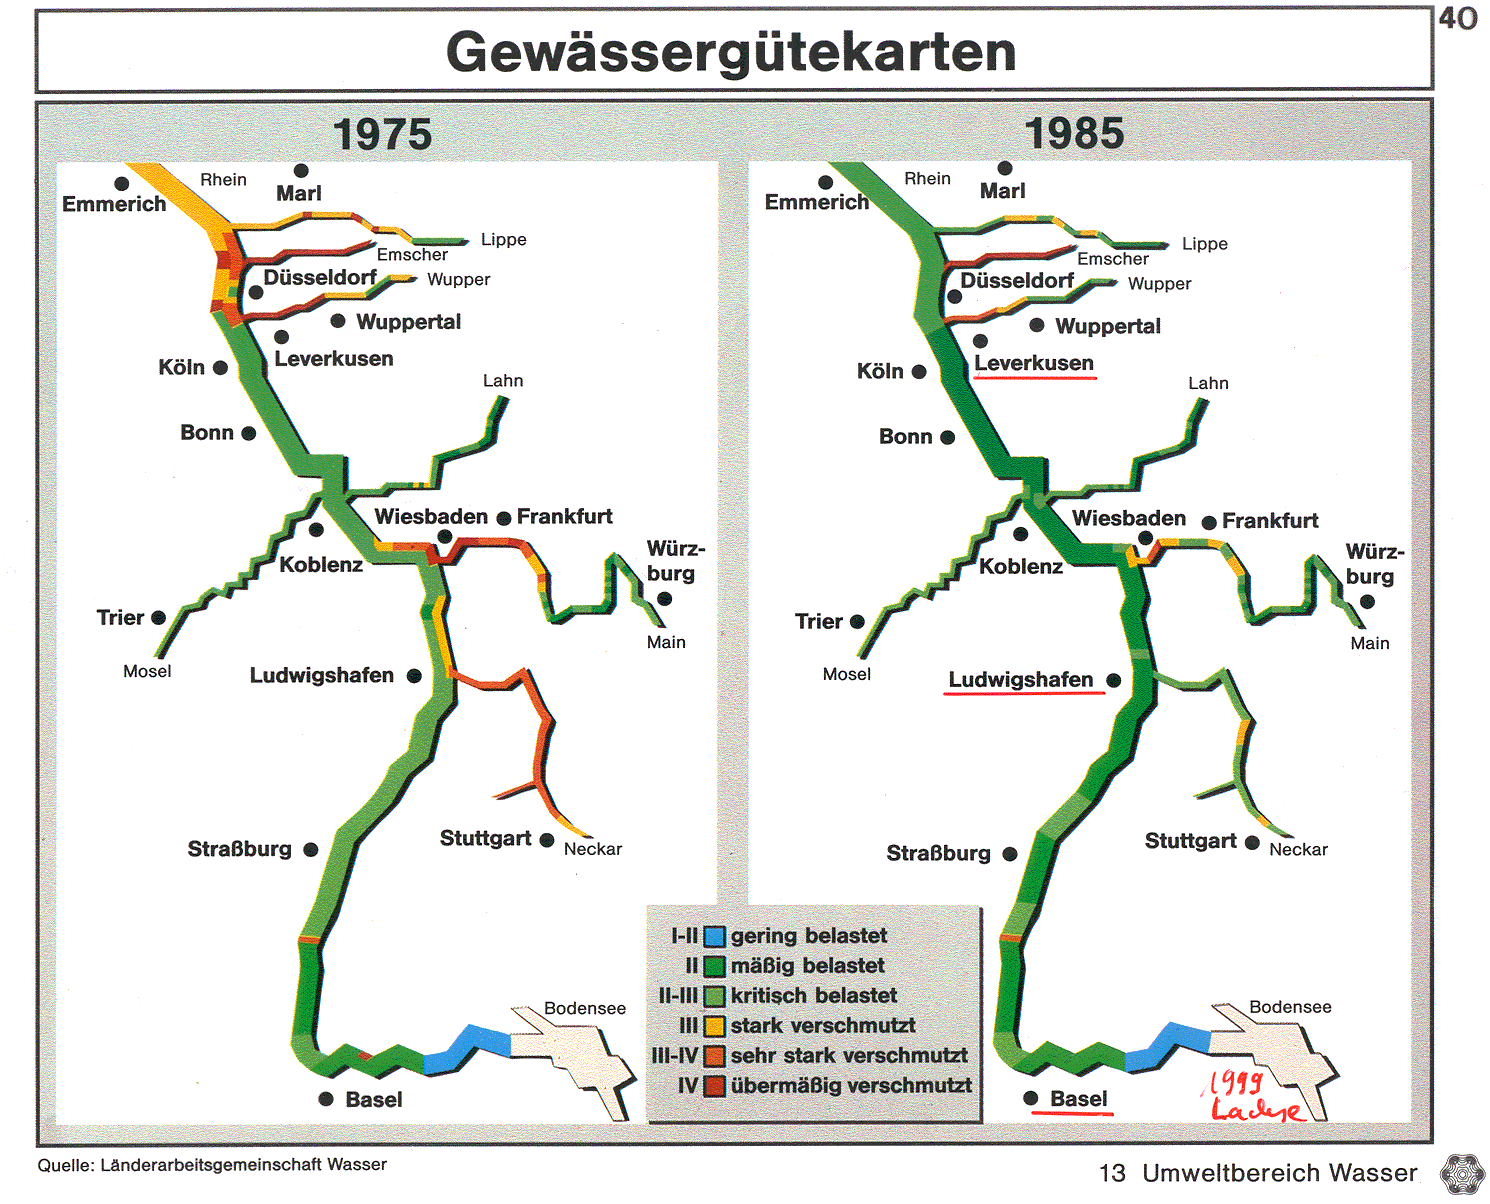 40
Gewässergütekarten
1975
Rhein
Marl
Emmerich
Lippe
Emscher
Düsseldorf
Wupper
Wuppertal
Leverkusen
Köln
Lahn
Bonn
Wiesbaden
Frankfurt
Koblenz
Würz-
burg
Trier
Main
Mosel
Ludwigshafen
Stuttgart
Neckar
Straßburg
Bodensee
Basel
1985
Rhein
Marl
Emmerich
Lippe
Emscher
Düsseldorf
Wupper
Wuppertal
Leverkusen
Köln
Lahn
Bonn
Wiesbaden
Frankfurt
Koblenz
Würz-
burg
Trier
Main
Mosel
Ludwigshafen
Stuttgart
Neckar
Straßburg
Bodensee
1999
Lachse
Basel
I-II gering belastet
II mäßig belastet
II-III kritisch belastet
III stark verschmutzt
III-IV sehr stark verschmutzt
IV übermäßig verschmutzt
Quelle: Länderarbeitsgemeinschaft Wasser
13 Umweltbereich Wasser